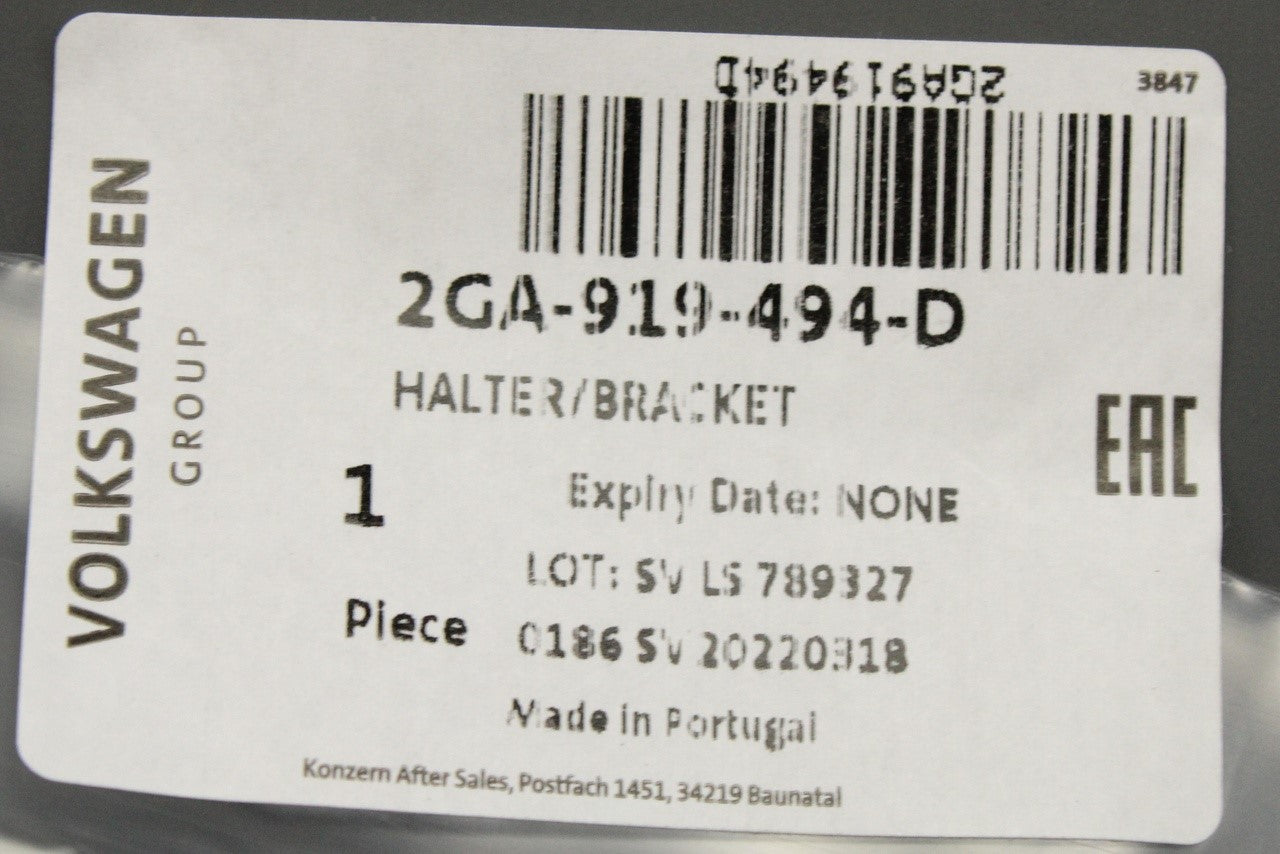 VOLKSWAGEN
GROUP
2GA919494D
3847
2GA-919-494-D
HALTER/BRACKET
EAC
1
Expiry Date: NONE
LOT: SV LS 789327
Piece
0186 SV 20220318
Made in Portugal
Konzern After Sales, Postfach 1451, 34219 Baunatal